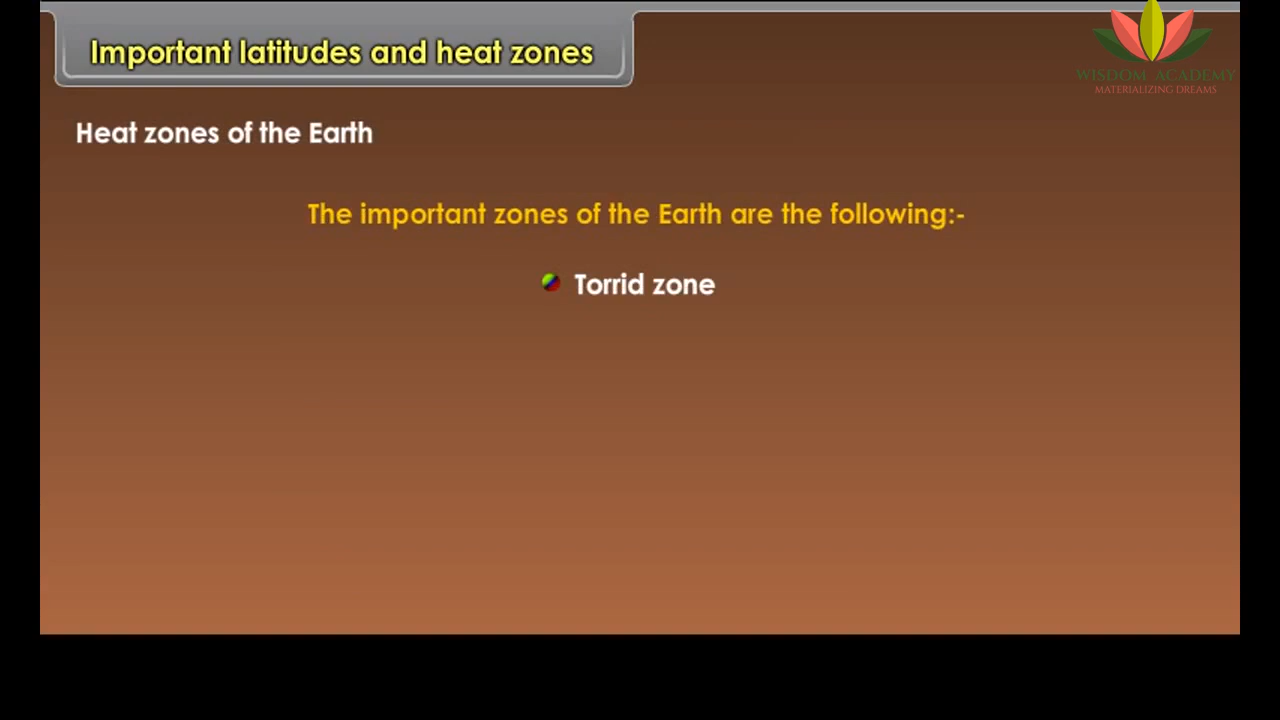 Important latitudes and heat zones
WISDOM ACADEMY
MATERIALIZING DREAMS
Heat zones of the Earth
The important zones of the Earth are the following:-
Torrid zone